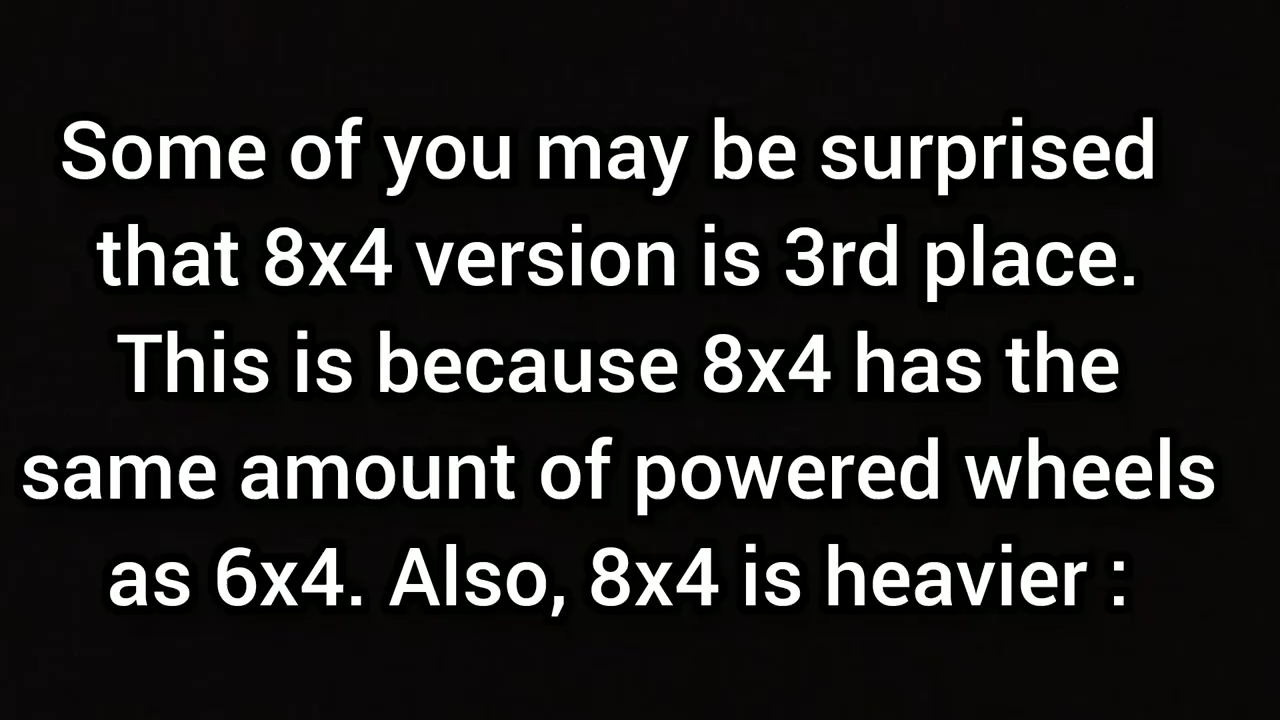 Some of you may be surprised
that 8x4 version is 3rd place.
This is because 8x4 has the
same amount of powered wheels
as 6x4. Also, 8x4 is heavier :